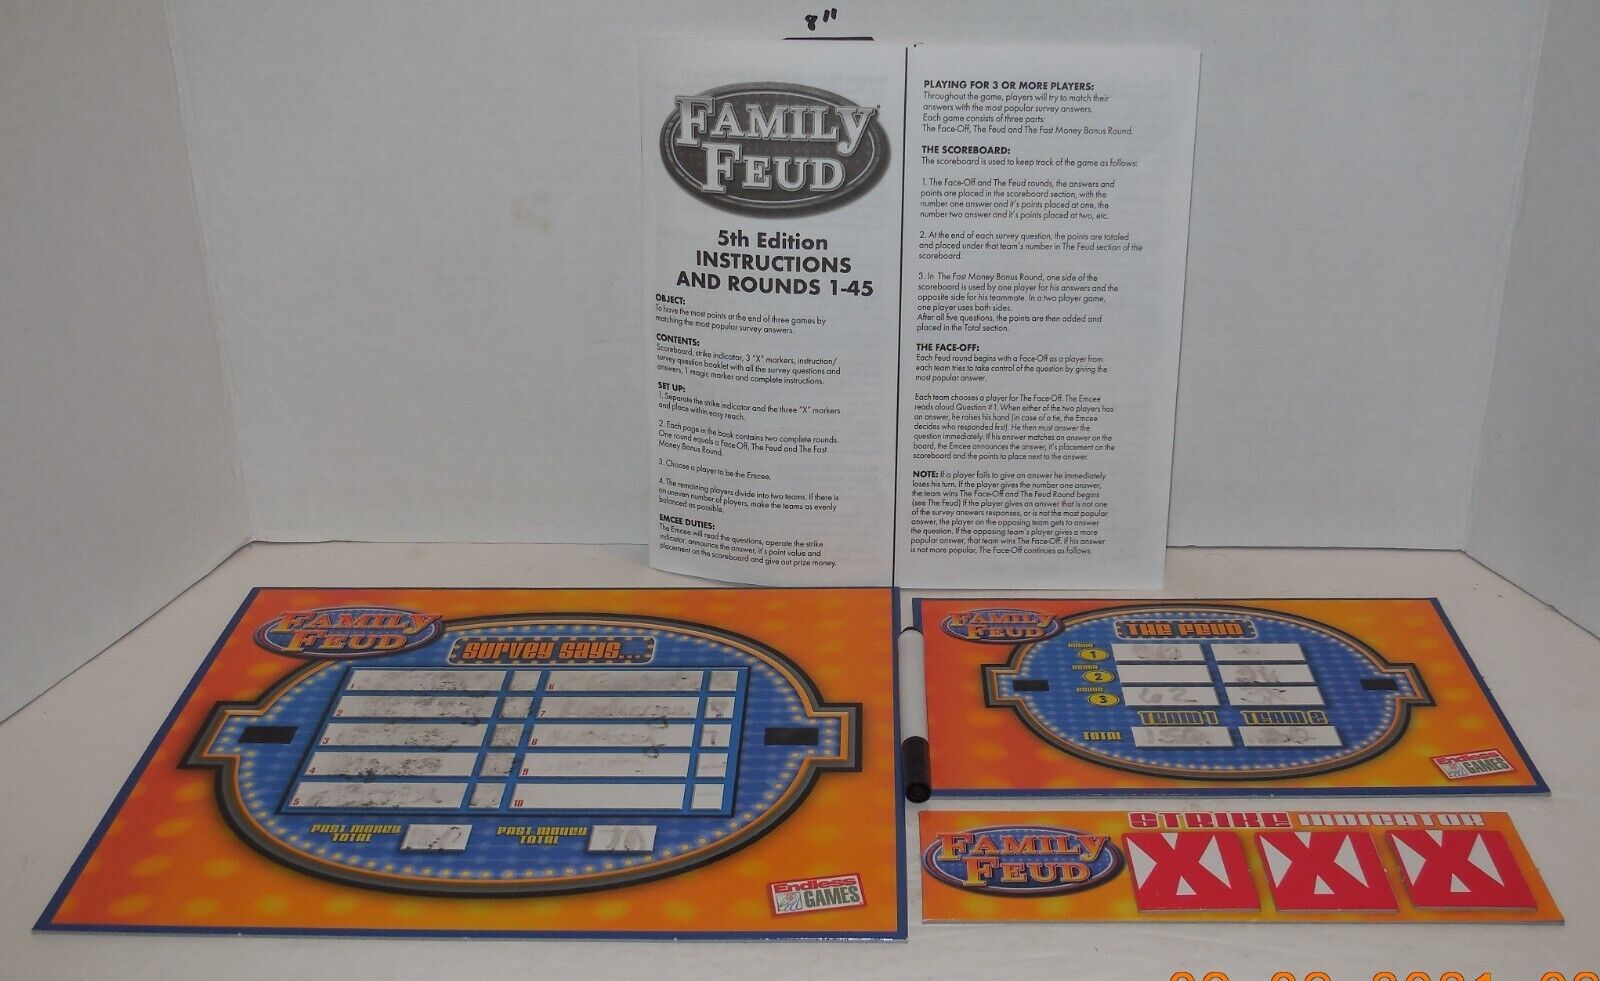 8"
FAMILY
FEUD
5th Edition
INSTRUCTIONS
AND ROUNDS 1-45
OBJECT:
To have the most points at the end of three games by
matching the most popular survey answers.
CONTENTS:
Scoreboard, strike indicator, 3 "X" markers, instruction/
survey question booklet with all the survey questions and
answers, 1 magic marker and complete instructions.
SET UP:
1. Separate the strike indicator and the three "X" markers
and place within easy reach.
2. Each page in the book contains two complete rounds.
One round equals a Face-Off, The Feud and The Fast
Money Bonus Round.
3. Choose a player to be the Emcee.
4. The remaining players divide into two teams. If there is
an uneven number of players, make the teams as evenly
balanced as possible.
EMCEE DUTIES:
The Emcee will read the questions, operate the strike
indicator, announce the answer, it's point value and
placement on the scoreboard and give out prize money.
PLAYING FOR 3 OR MORE PLAYERS:
Throughout the game, players will try to match their
answers with the most popular survey answers.
Each game consists of three parts:
The Face-Off, The Feud and The Fast Money Bonus Round.
THE SCOREBOARD:
The scoreboard is used to keep track of the game as follows:
1. The Face-Off and The Feud rounds, the answers and
points are placed in the scoreboard section, with the
number one answer and it's points placed at one, the
number two answer and it's points placed at two, etc.
2. At the end of each survey question, the points are totaled
and placed under that team's number in The Feud section of the
scoreboard.
3. In The Fast Money Bonus Round, one side of the
scoreboard is used by one player for his answers and the
opposite side for his teammate. In a two player game,
one player uses both sides.
After all five questions, the points are then added and
placed in the Total section.
THE FACE-OFF:
Each Feud round begins with a Face-Off as a player from
each team tries to take control of the question by giving the
most popular answer.
Each team chooses a player for The Face-Off. The Emcee
reads aloud Question #1. When either of the two players has
an answer, he raises his hand (in case of a tie, the Emcee
decides who responded first). He then must answer the
question immediately. If his answer matches an answer on the
board, the Emcee announces the answer, it's placement on the
scoreboard and the points to place next to the answer.
NOTE: If a player fails to give an answer he immediately
loses his turn. If the player gives the number one answer,
the team wins The Face-Off and The Feud Round begins
(see The Feud) If the player gives an answer that is not one
of the survey answers responses, or is not the most popular
answer, the player on the opposing team gets to answer
the question. If the opposing team's player gives a more
popular answer, that team wins The Face-Off. If his answer
is not more popular, The Face-Off continues as follows:
FAMILY
FEUD
SURVEY SAYS...
1
2
3
4
5
6
7
8
9
10
FAST MONEY
TOTAL
FAST MONEY
TOTAL
Endless
GAMES
FAMILY
FEUD
THE FEUD
ROUND 1
ROUND 2
ROUND 3
TEAM 1 TEAM 2
TOTAL
Endless
GAMES
FAMILY
FEUD
STRIKE INDICATOR
X X X